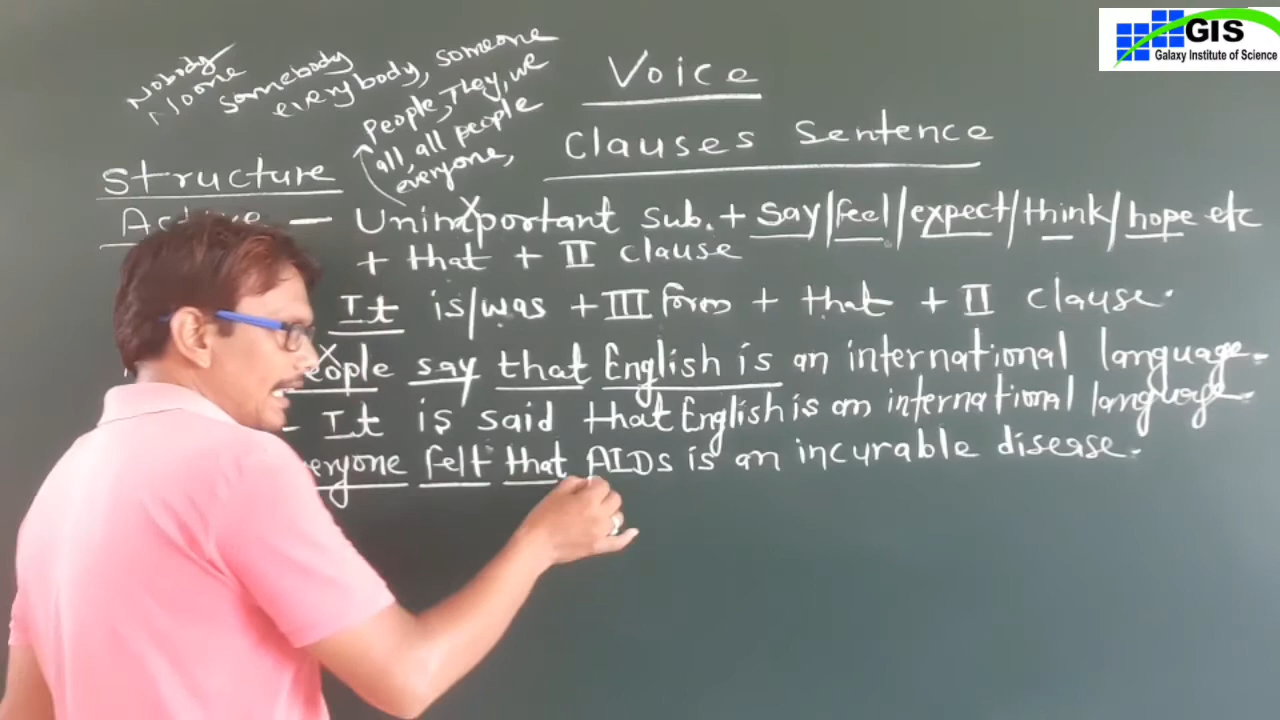 GIS
Galaxy Institute of Science
Nobody
No one
somebody
everybody, someone
People, They, we
all, all people
everyone,
Voice
Clauses Sentence
Structure
Unimportant sub. + say/feel/expect/think/hope etc
+ that + II clause
It is/was + III form + that + II clause.
say that English is an international language.
It is said that English is an international language.
felt that AIDS is an incurable disease.